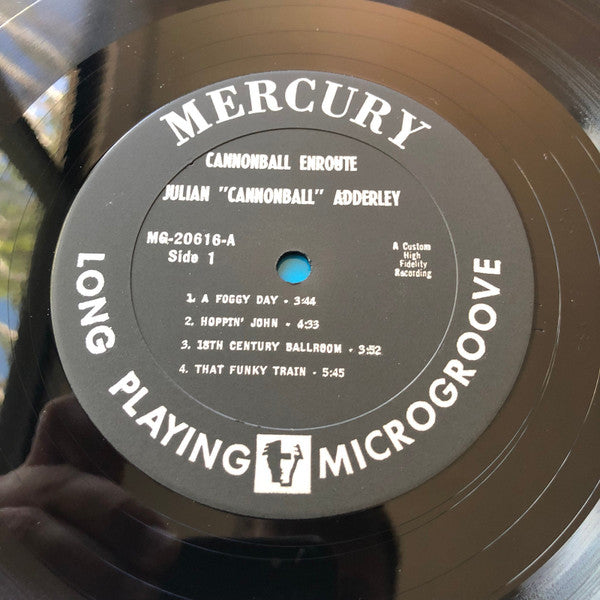 MERCURY
CANNONBALL ENROUTE
JULIAN "CANNONBALL" ADDERLEY
MG-20616-A
Side 1
A Custom
High
Fidelity
Recording
1. A FOGGY DAY - 3:44
2. HOPPIN' JOHN - 4:33
3. 18TH CENTURY BALLROOM - 3:52
4. THAT FUNKY TRAIN - 5:45
LONG PLAYING MICROGROOVE